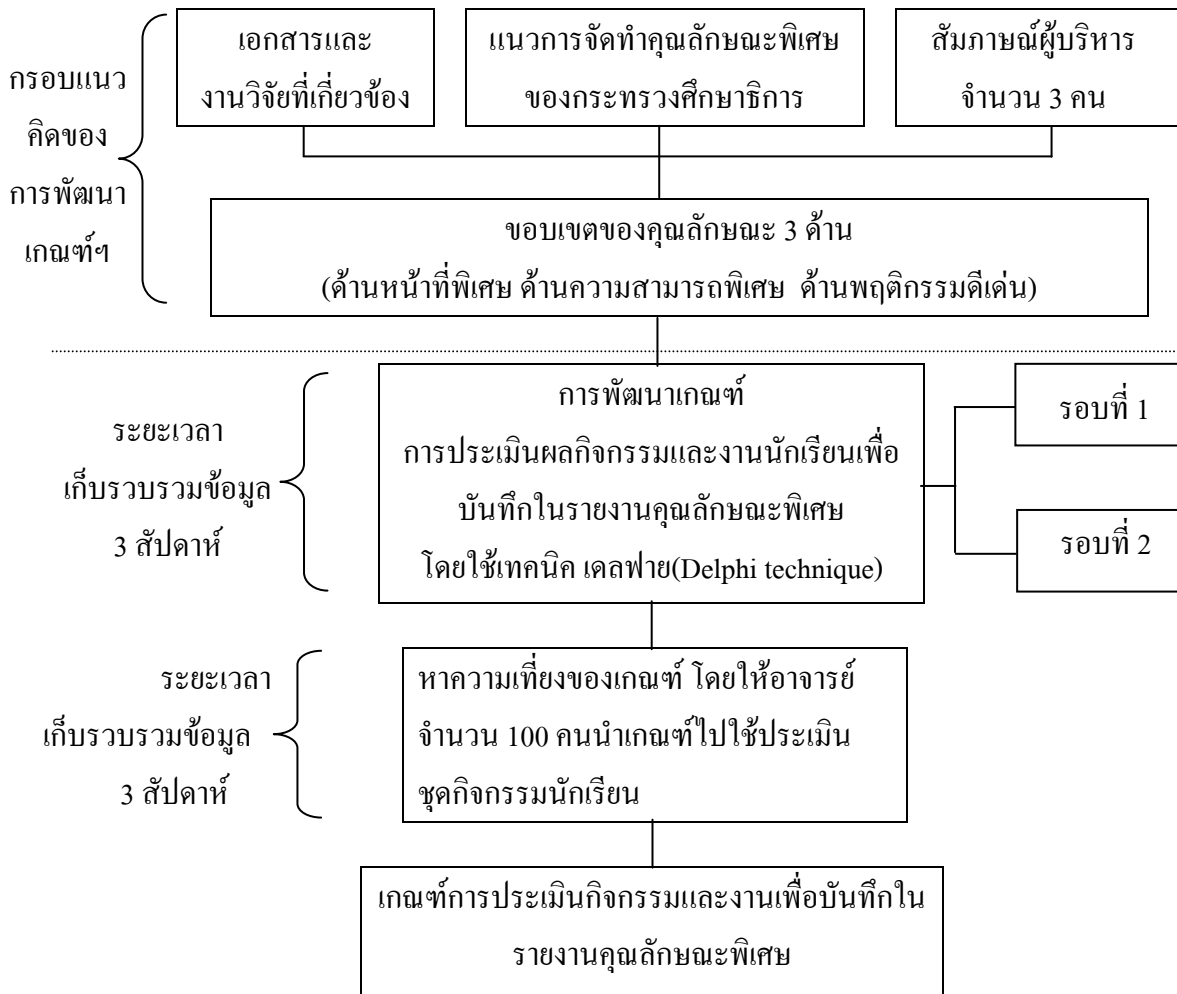 เอกสารและ
งานวิจัยที่เกี่ยวข้อง
แนวการจัดทำคุณลักษณะพิเศษ
ของกระทรวงศึกษาธิการ
สัมภาษณ์ผู้บริหาร
จำนวน 3 คน
กรอบแนว
คิดของ
การพัฒนา
เกณฑ์ฯ
ขอบเขตของคุณลักษณะ 3 ด้าน
(ด้านหน้าที่พิเศษ ด้านความสามารถพิเศษ ด้านพฤติกรรมดีเด่น)
ระยะเวลา
เก็บรวบรวมข้อมูล
3 สัปดาห์
การพัฒนาเกณฑ์
การประเมินผลกิจกรรมและงานนักเรียนเพื่อ
บันทึกในรายงานคุณลักษณะพิเศษ
โดยใช้เทคนิค เดลฟาย(Delphi technique)
รอบที่ 1
รอบที่ 2
ระยะเวลา
เก็บรวบรวมข้อมูล
3 สัปดาห์
หาความเที่ยงของเกณฑ์ โดยให้อาจารย์
จำนวน 100 คนนำเกณฑ์ไปใช้ประเมิน
ชุดกิจกรรมนักเรียน
เกณฑ์การประเมินกิจกรรมและงานเพื่อบันทึกใน
รายงานคุณลักษณะพิเศษ